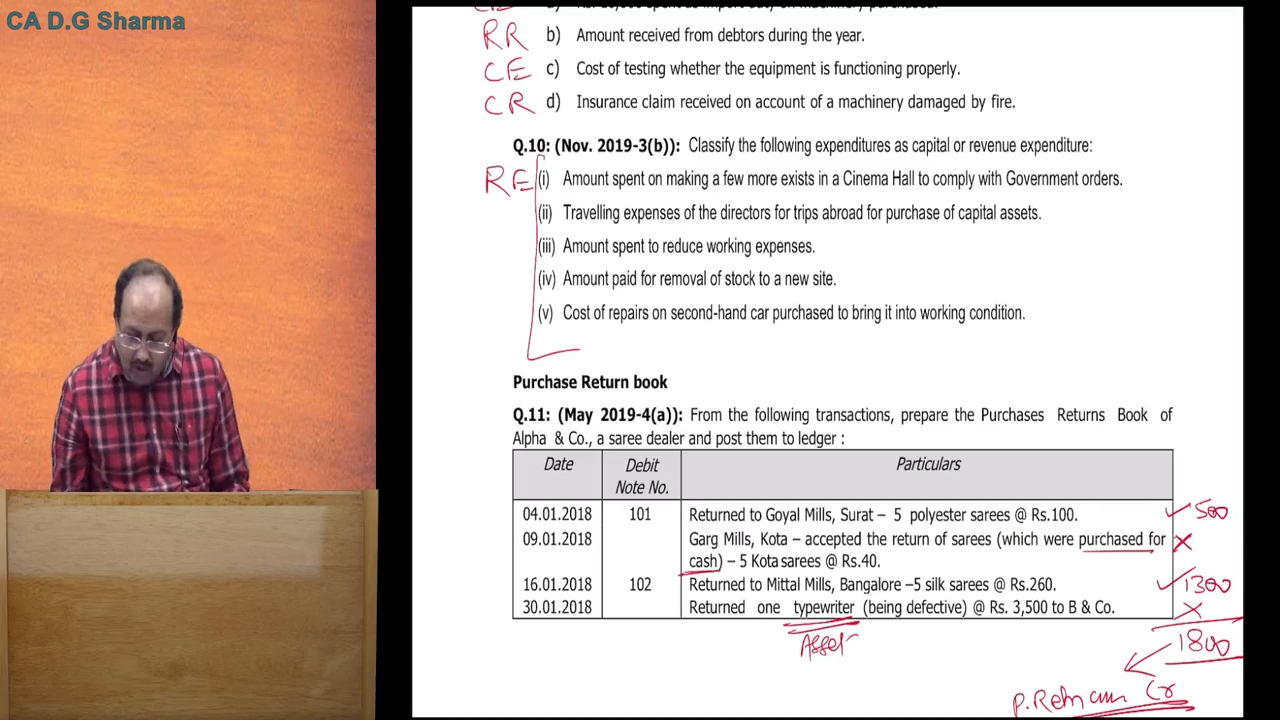 CA D.G Sharma
RR b) Amount received from debtors during the year.
CE c) Cost of testing whether the equipment is functioning properly.
CR d) Insurance claim received on account of a machinery damaged by fire.
Q.10: (Nov. 2019-3(b)): Classify the following expenditures as capital or revenue expenditure:
RE (i) Amount spent on making a few more exists in a Cinema Hall to comply with Government orders.
(ii) Travelling expenses of the directors for trips abroad for purchase of capital assets.
(iii) Amount spent to reduce working expenses.
(iv) Amount paid for removal of stock to a new site.
(v) Cost of repairs on second-hand car purchased to bring it into working condition.
Purchase Return book
Q.11: (May 2019-4(a)): From the following transactions, prepare the Purchases Returns Book of
Alpha & Co., a saree dealer and post them to ledger :
Date Debit Particulars
Note No.
04.01.2018 101 Returned to Goyal Mills, Surat – 5 polyester sarees @ Rs.100. ✓ 500
09.01.2018 Garg Mills, Kota – accepted the return of sarees (which were purchased for ✗
cash) – 5 Kota sarees @ Rs.40.
16.01.2018 102 Returned to Mittal Mills, Bangalore –5 silk sarees @ Rs.260. ✓ 1300
30.01.2018 Returned one typewriter (being defective) @ Rs. 3,500 to B & Co. ✗
Asset 1800
P.Return Cr